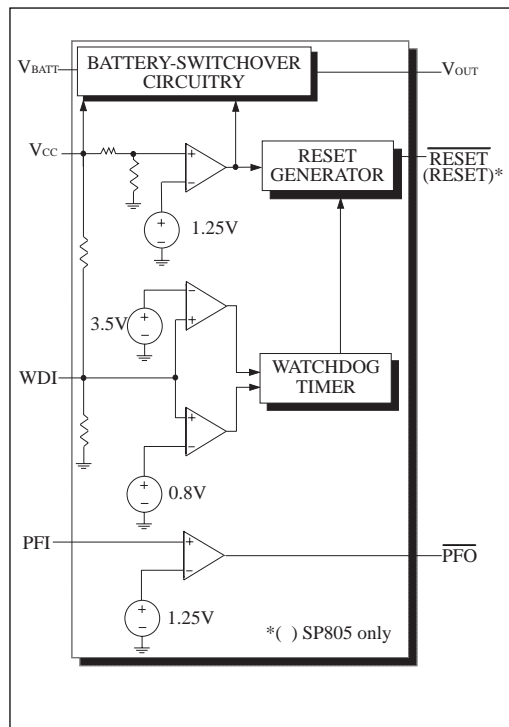 BATTERY-SWITCHOVER
CIRCUITRY
VBATT
VOUT
VCC
+
−
RESET
GENERATOR
RESET
(RESET)*
+
−
1.25V
−
+
3.5V
+
−
WDI
WATCHDOG
TIMER
+
−
+
−
0.8V
PFI
+
−
PFO
+
−
1.25V
*( ) SP805 only